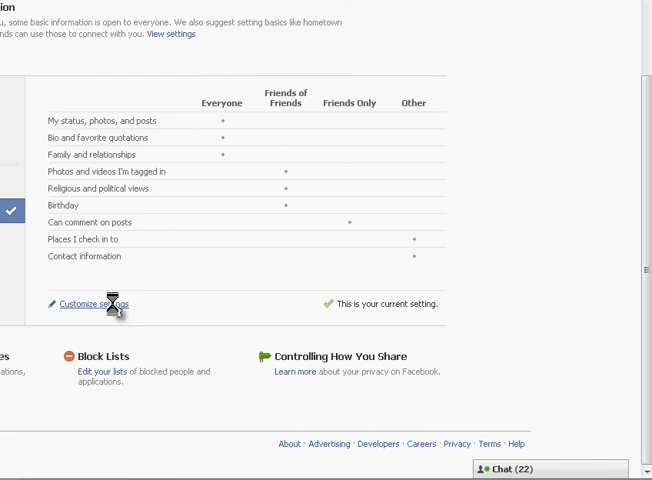 ion
u, some basic information is open to everyone. We also suggest setting basics like hometown
nds can use those to connect with you. View settings
Everyone Friends of Friends Friends Only Other
My status, photos, and posts
Bio and favorite quotations
Family and relationships
Photos and videos I'm tagged in
Religious and political views
Birthday
Can comment on posts
Places I check in to
Contact information
Customize settings This is your current setting.
es Block Lists Controlling How You Share
ations, Edit your lists of blocked people and Learn more about your privacy on Facebook.
applications.
About · Advertising · Developers · Careers · Privacy · Terms · Help
Chat (22)